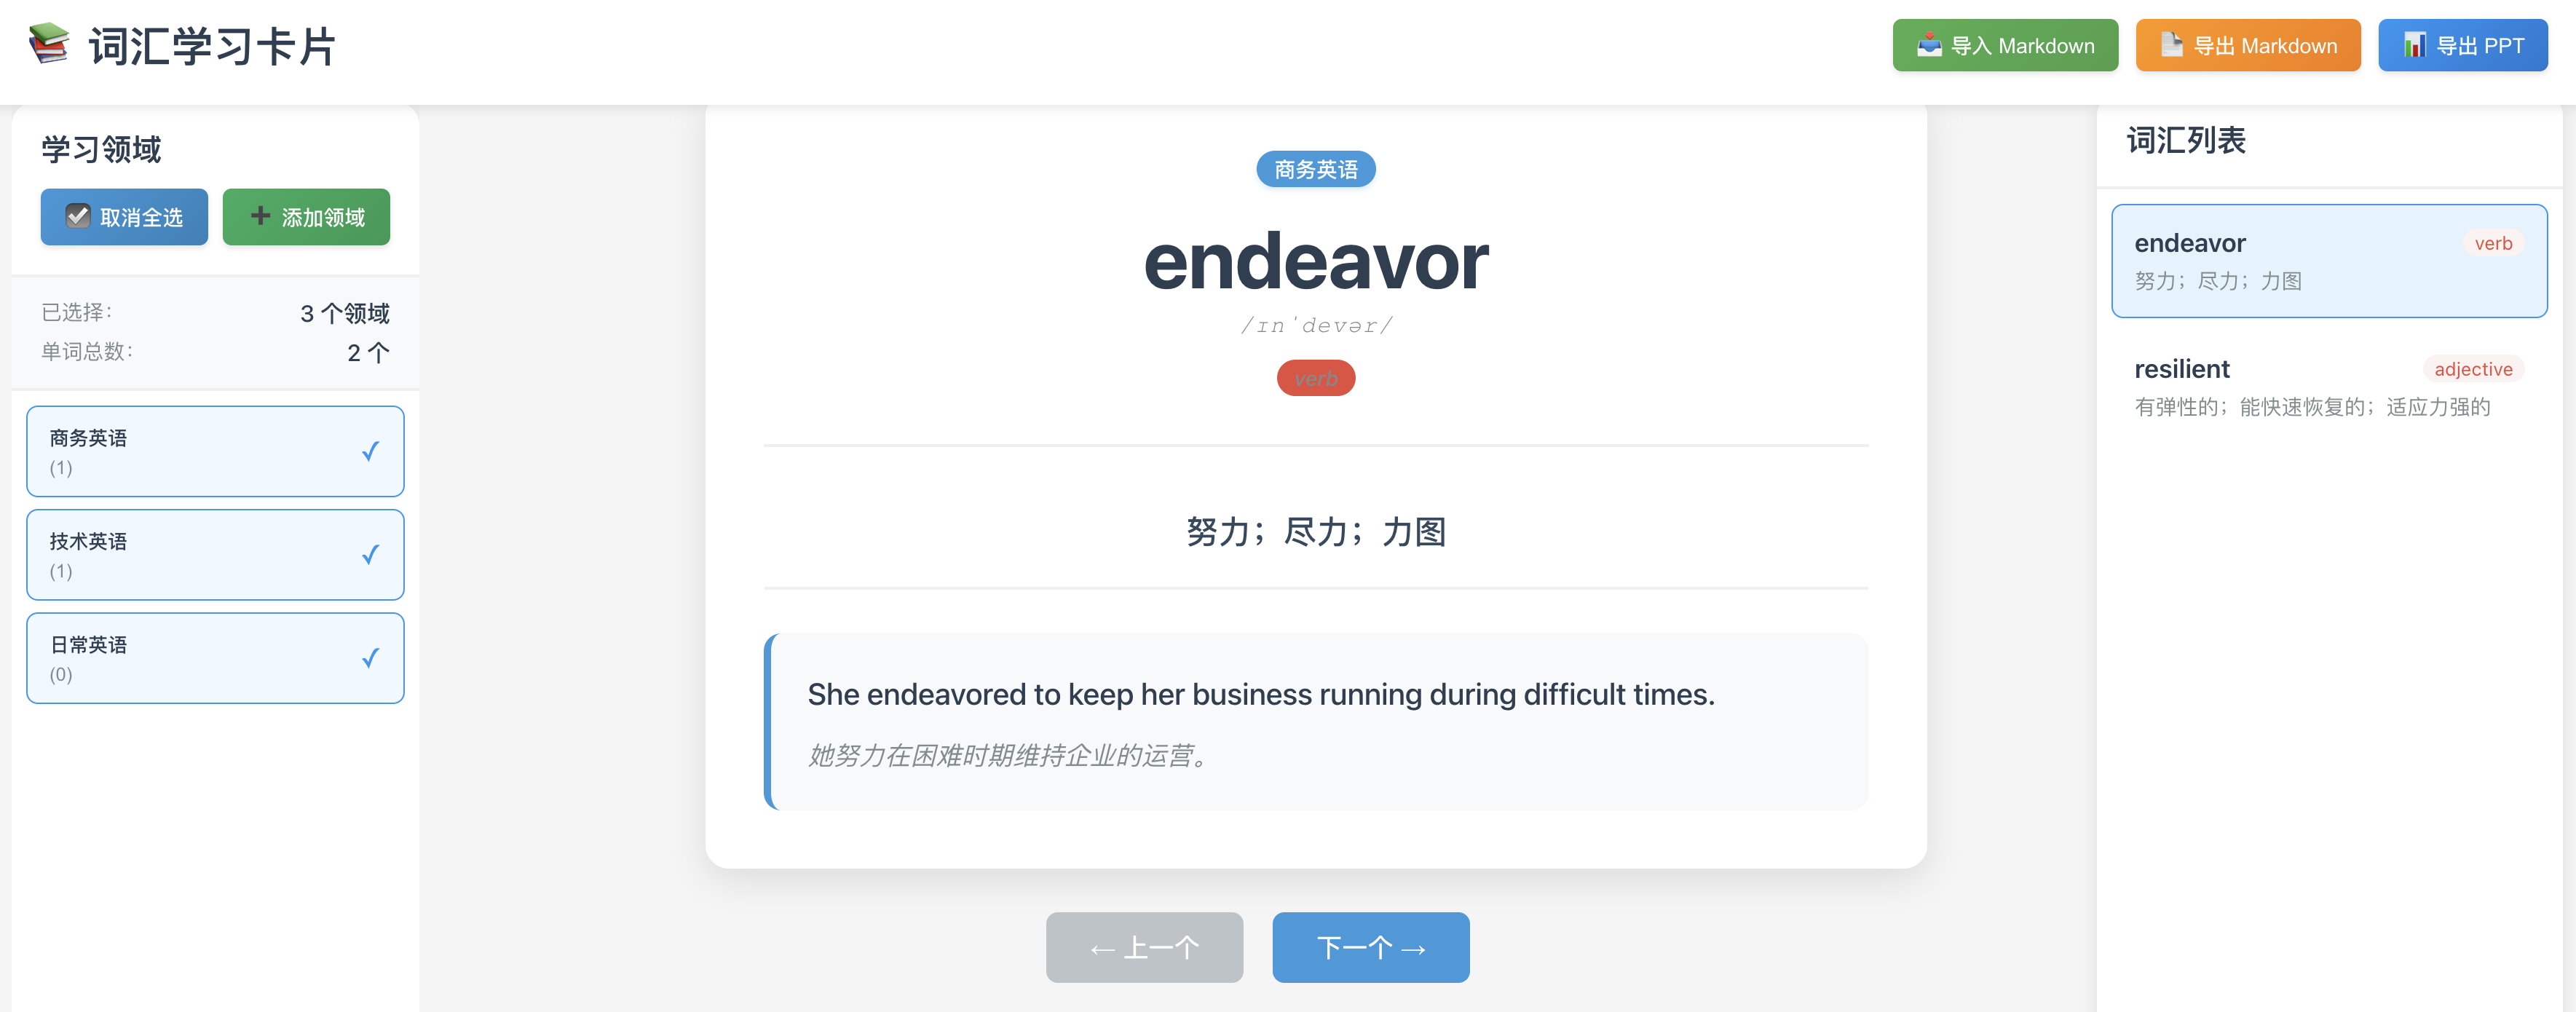 词汇学习卡片
导入 Markdown
导出 Markdown
导出 PPT
学习领域
取消全选
添加领域
已选择：
3 个领域
单词总数：
2 个
商务英语
(1)
技术英语
(1)
日常英语
(0)
商务英语
endeavor
/ɪnˈdevər/
verb
努力；尽力；力图
She endeavored to keep her business running during difficult times.
她努力在困难时期维持企业的运营。
← 上一个
下一个 →
词汇列表
endeavor
verb
努力；尽力；力图
resilient
adjective
有弹性的；能快速恢复的；适应力强的